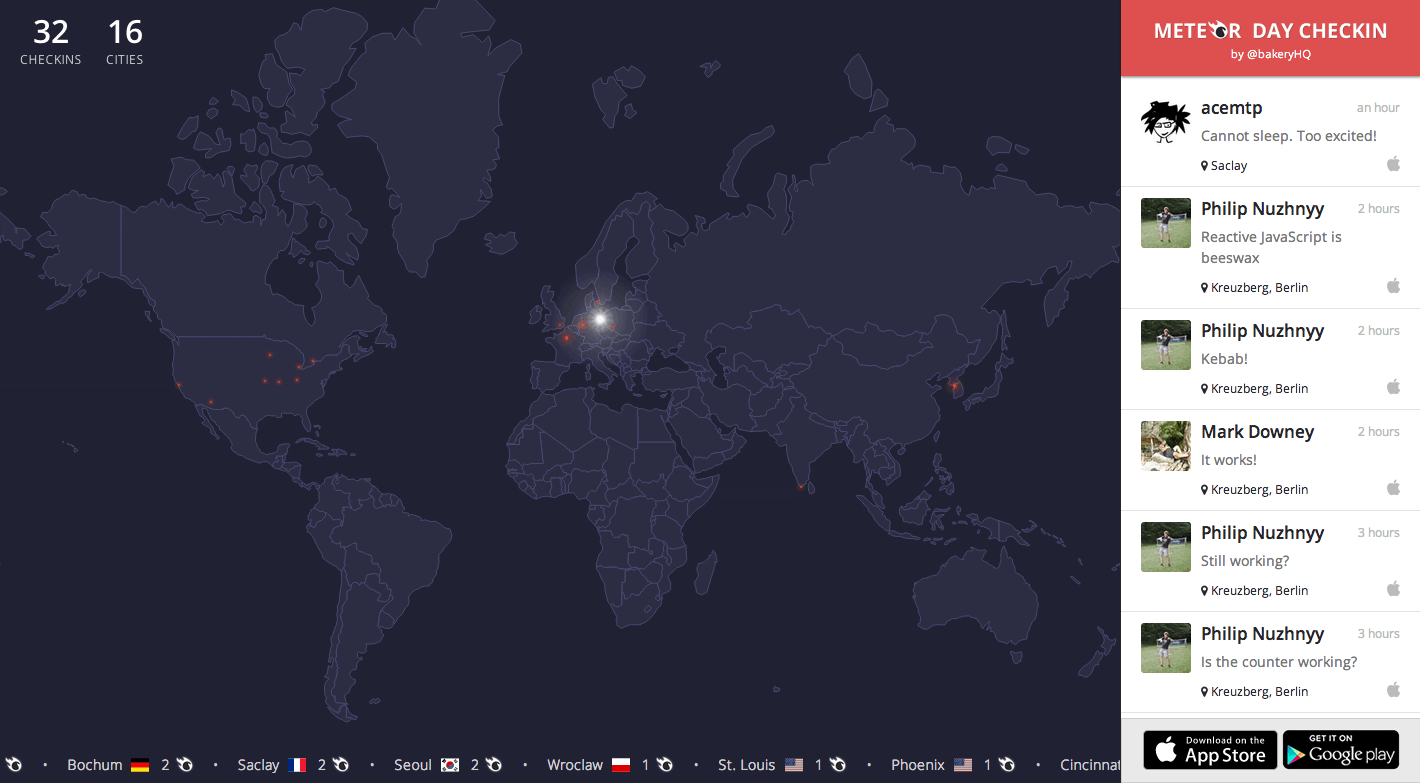 32 16
CHECKINS CITIES
METEOR DAY CHECKIN
by @bakeryHQ
acemtp an hour
Cannot sleep. Too excited!
Saclay
Philip Nuzhnyy 2 hours
Reactive JavaScript is
beeswax
Kreuzberg, Berlin
Philip Nuzhnyy 2 hours
Kebab!
Kreuzberg, Berlin
Mark Downey 2 hours
It works!
Kreuzberg, Berlin
Philip Nuzhnyy 3 hours
Still working?
Kreuzberg, Berlin
Philip Nuzhnyy 3 hours
Is the counter working?
Kreuzberg, Berlin
• Bochum 2 • Saclay 2 • Seoul 2 • Wroclaw 1 • St. Louis 1 • Phoenix 1 • Cincinnat
Download on the
App Store
GET IT ON
Google play